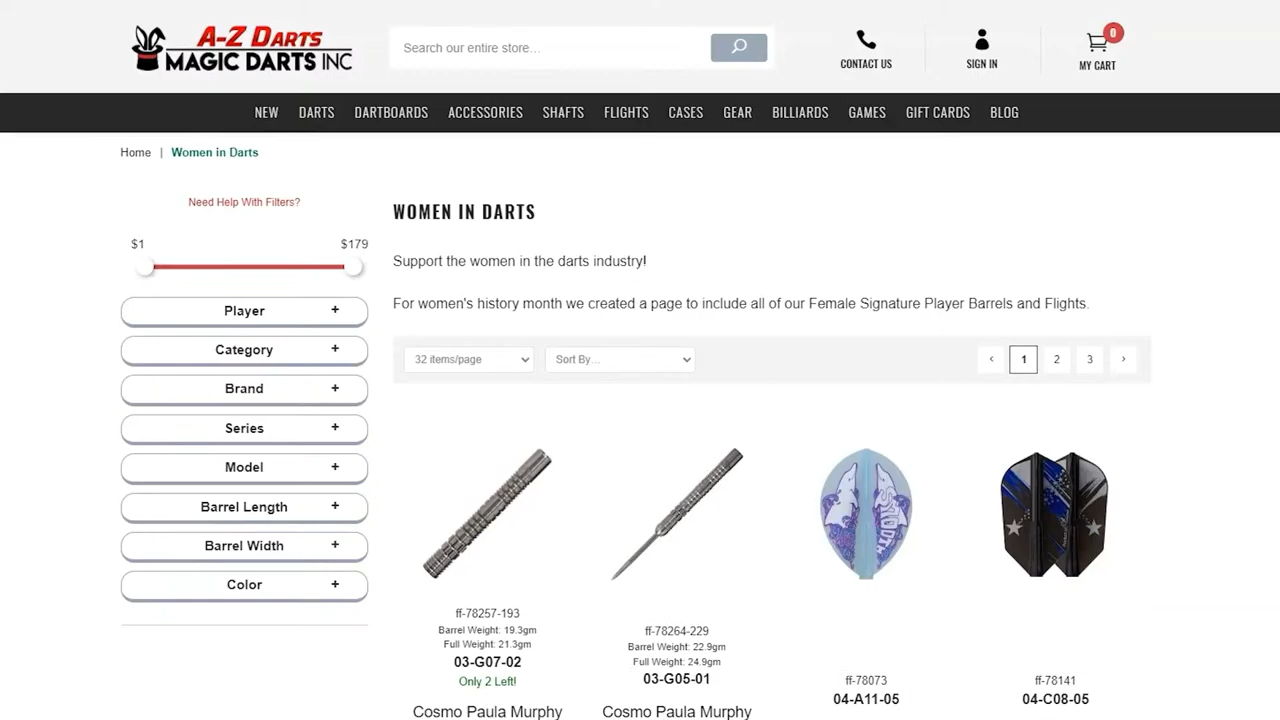 A-Z DARTS
MAGIC DARTS INC
Search our entire store...
CONTACT US
SIGN IN
0
MY CART
NEW DARTS DARTBOARDS ACCESSORIES SHAFTS FLIGHTS CASES GEAR BILLIARDS GAMES GIFT CARDS BLOG
Home | Women in Darts
Need Help With Filters?
$1 $179
Player +
Category +
Brand +
Series +
Model +
Barrel Length +
Barrel Width +
Color +
WOMEN IN DARTS
Support the women in the darts industry!
For women's history month we created a page to include all of our Female Signature Player Barrels and Flights.
32 items/page Sort By... ‹ 1 2 3 ›
ff-78257-193
Barrel Weight: 19.3gm
Full Weight: 21.3gm
03-G07-02
Only 2 Left!
Cosmo Paula Murphy
ff-78264-229
Barrel Weight: 22.9gm
Full Weight: 24.9gm
03-G05-01
Cosmo Paula Murphy
ff-78073
04-A11-05
ff-78141
04-C08-05